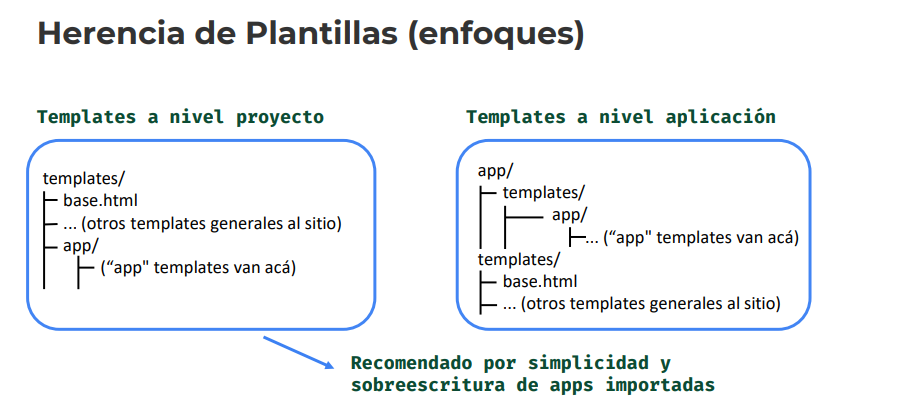 Herencia de Plantillas (enfoques)
Templates a nivel proyecto
templates/
base.html
... (otros templates generales al sitio)
app/
(“app" templates van acá)
Templates a nivel aplicación
app/
templates/
app/
... (“app" templates van acá)
templates/
base.html
... (otros templates generales al sitio)
Recomendado por simplicidad y
sobreescritura de apps importadas